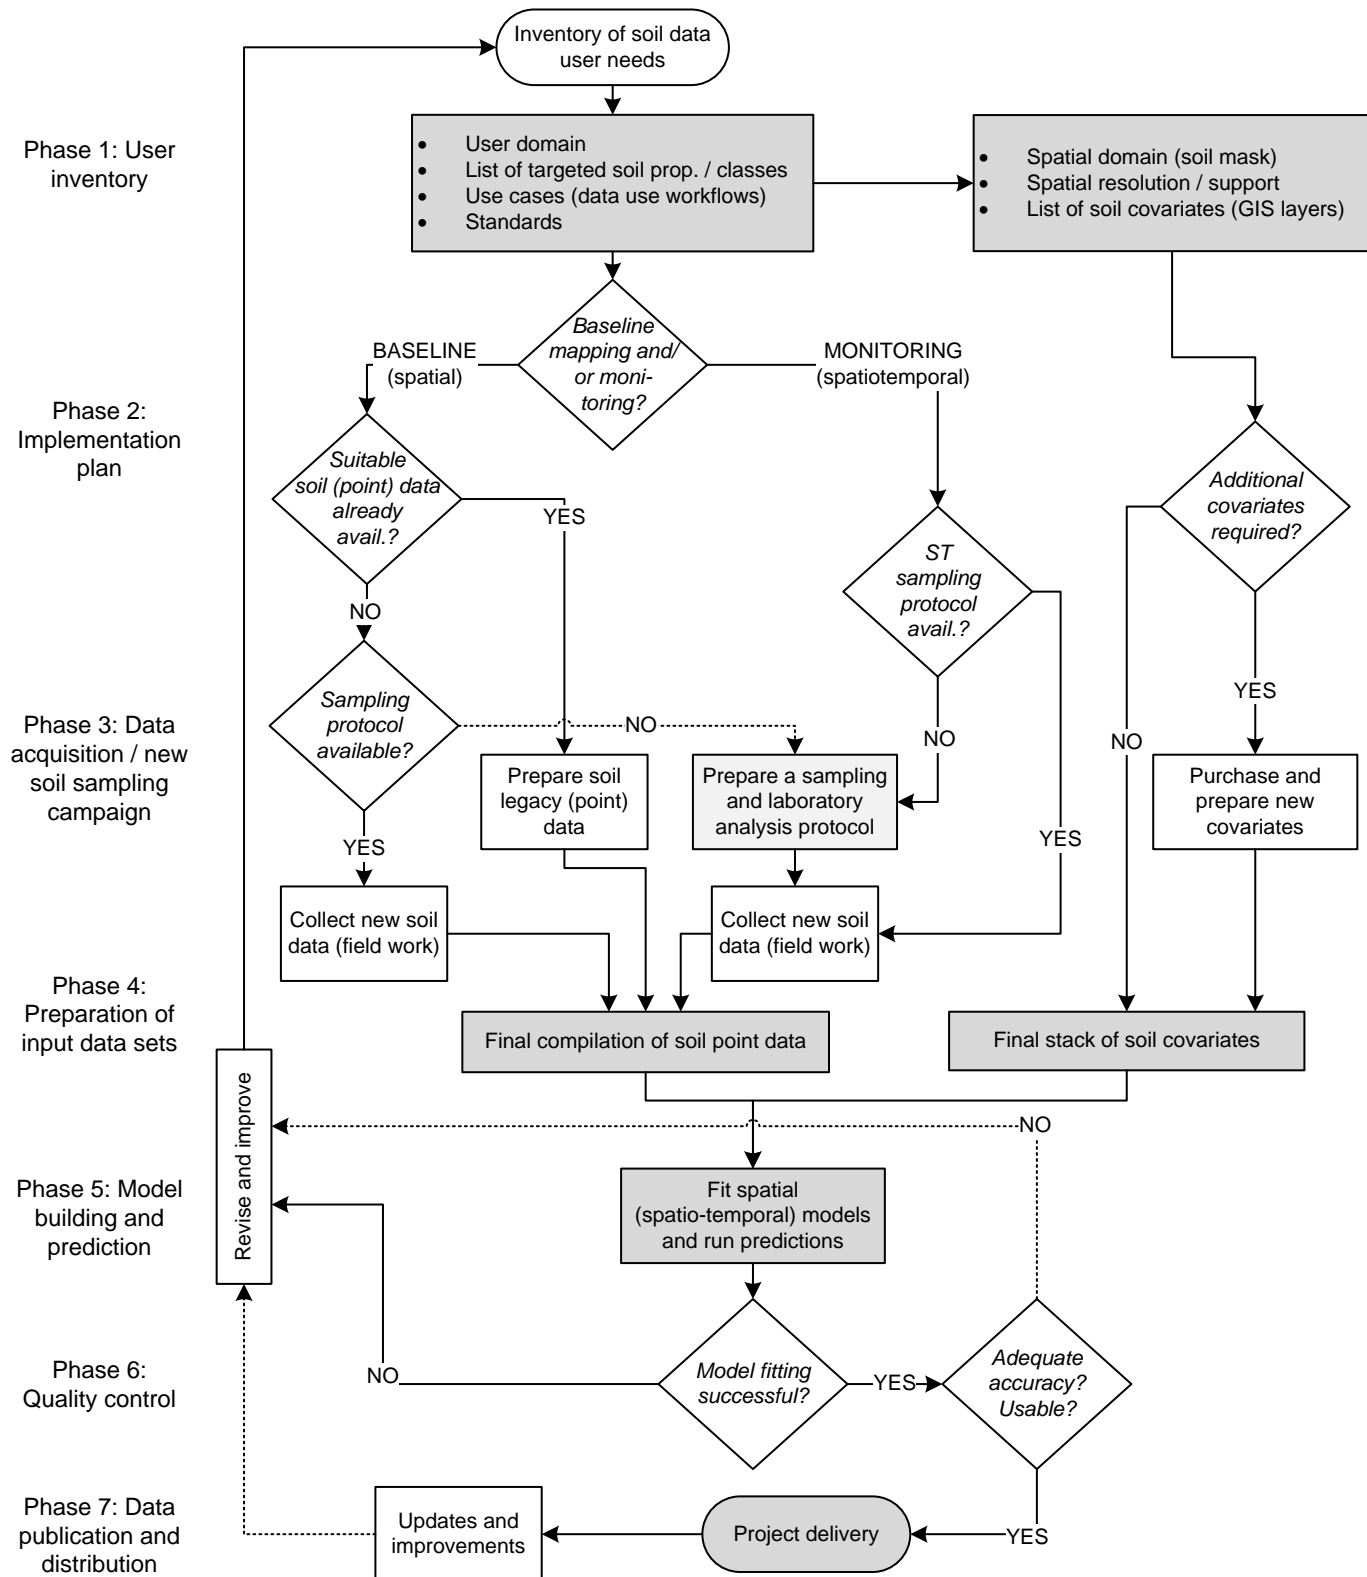 Inventory of soil data
user needs
Phase 1: User
inventory
• User domain
• List of targeted soil prop. / classes
• Use cases (data use workflows)
• Standards
• Spatial domain (soil mask)
• Spatial resolution / support
• List of soil covariates (GIS layers)
Baseline
mapping and/
or moni-
toring?
BASELINE
(spatial)
MONITORING
(spatiotemporal)
Phase 2:
Implementation
plan
Suitable
soil (point) data
already
avail.?
YES
NO
ST
sampling
protocol
avail.?
Additional
covariates
required?
YES
NO
Phase 3: Data
acquisition / new
soil sampling
campaign
Sampling
protocol
available?
NO
YES
NO
YES
Prepare soil
legacy (point)
data
Prepare a sampling
and laboratory
analysis protocol
Purchase and
prepare new
covariates
Collect new soil
data (field work)
Collect new soil
data (field work)
Phase 4:
Preparation of
input data sets
Final compilation of soil point data
Final stack of soil covariates
Revise and improve
NO
Phase 5: Model
building and
prediction
Fit spatial
(spatio-temporal) models
and run predictions
Phase 6:
Quality control
NO
Model fitting
successful?
YES
Adequate
accuracy?
Usable?
YES
Phase 7: Data
publication and
distribution
Updates and
improvements
Project delivery